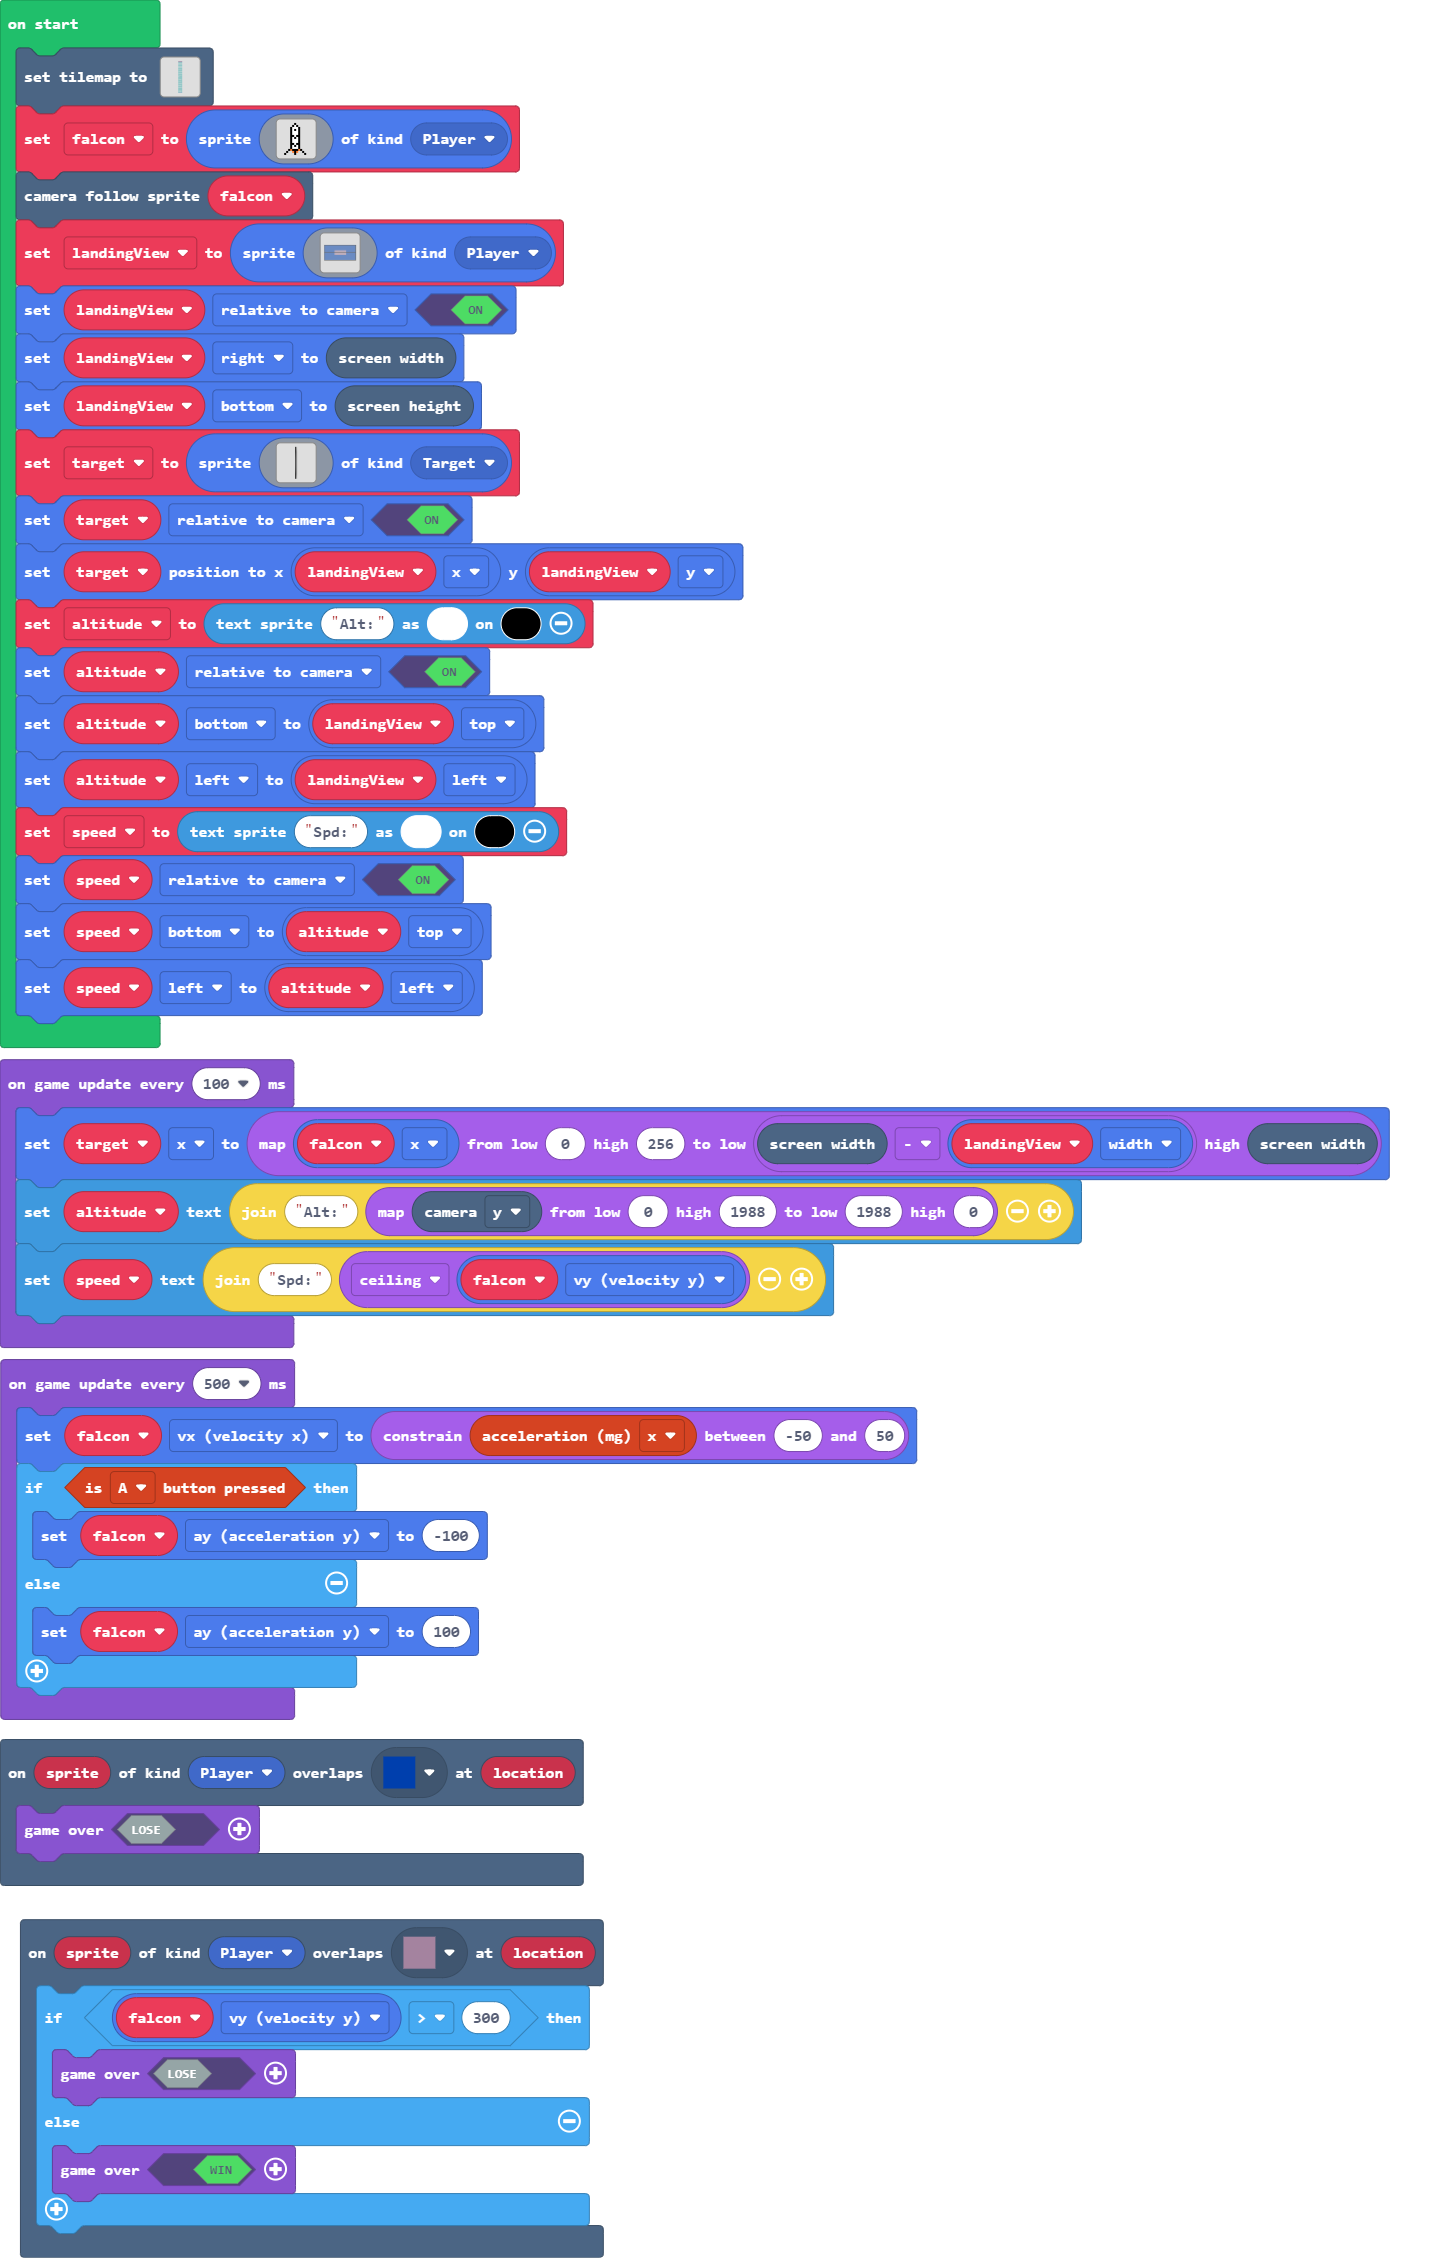 on start
set tilemap to
set falcon to sprite of kind Player
camera follow sprite falcon
set landingView to sprite of kind Player
set landingView relative to camera ON
set landingView right to screen width
set landingView bottom to screen height
set target to sprite of kind Target
set target relative to camera ON
set target position to x landingView x y landingView y
set altitude to text sprite "Alt:" as on
set altitude relative to camera ON
set altitude bottom to landingView top
set altitude left to landingView left
set speed to text sprite "Spd:" as on
set speed relative to camera ON
set speed bottom to altitude top
set speed left to altitude left
on game update every 100 ms
set target x to map falcon x from low 0 high 256 to low screen width - landingView width high screen width
set altitude text join "Alt:" map camera y from low 0 high 1988 to low 1988 high 0
set speed text join "Spd:" ceiling falcon vy (velocity y)
on game update every 500 ms
set falcon vx (velocity x) to constrain acceleration (mg) x between -50 and 50
if is A button pressed then
set falcon ay (acceleration y) to -100
else
set falcon ay (acceleration y) to 100
on sprite of kind Player overlaps at location
game over LOSE
on sprite of kind Player overlaps at location
if falcon vy (velocity y) > 300 then
game over LOSE
else
game over WIN